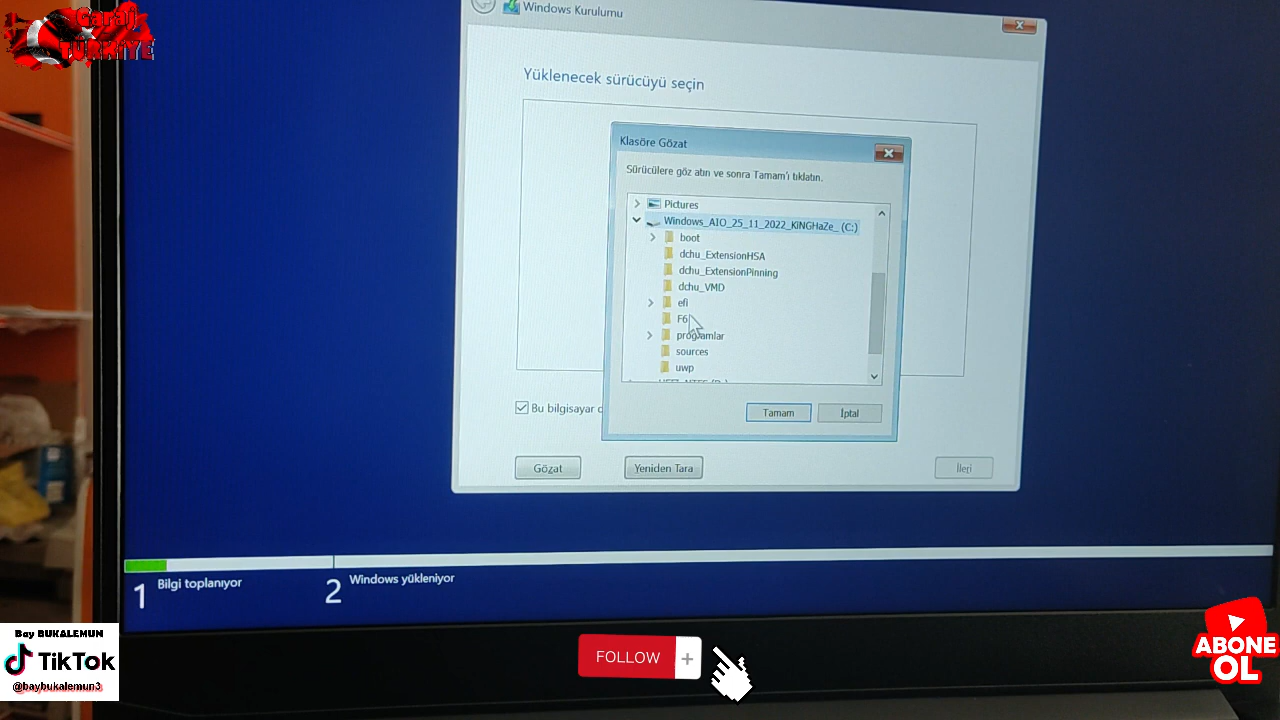 Garaj
TÜRKİYE
Windows Kurulumu
Yüklenecek sürücüyü seçin
Klasöre Gözat
Sürücülere göz atın ve sonra Tamam'ı tıklatın.
Pictures
Windows_AIO_25_11_2022_KiNGHaZe_ (C:)
boot
dchu_ExtensionHSA
dchu_ExtensionPinning
dchu_VMD
efi
F6
programlar
sources
uwp
Bu bilgisayar
Tamam
İptal
Gözat
Yeniden Tara
İleri
1 Bilgi toplanıyor
2 Windows yükleniyor
Bay BUKALEMUN
TikTok
@baybukalemun3
FOLLOW +
ABONE
OL